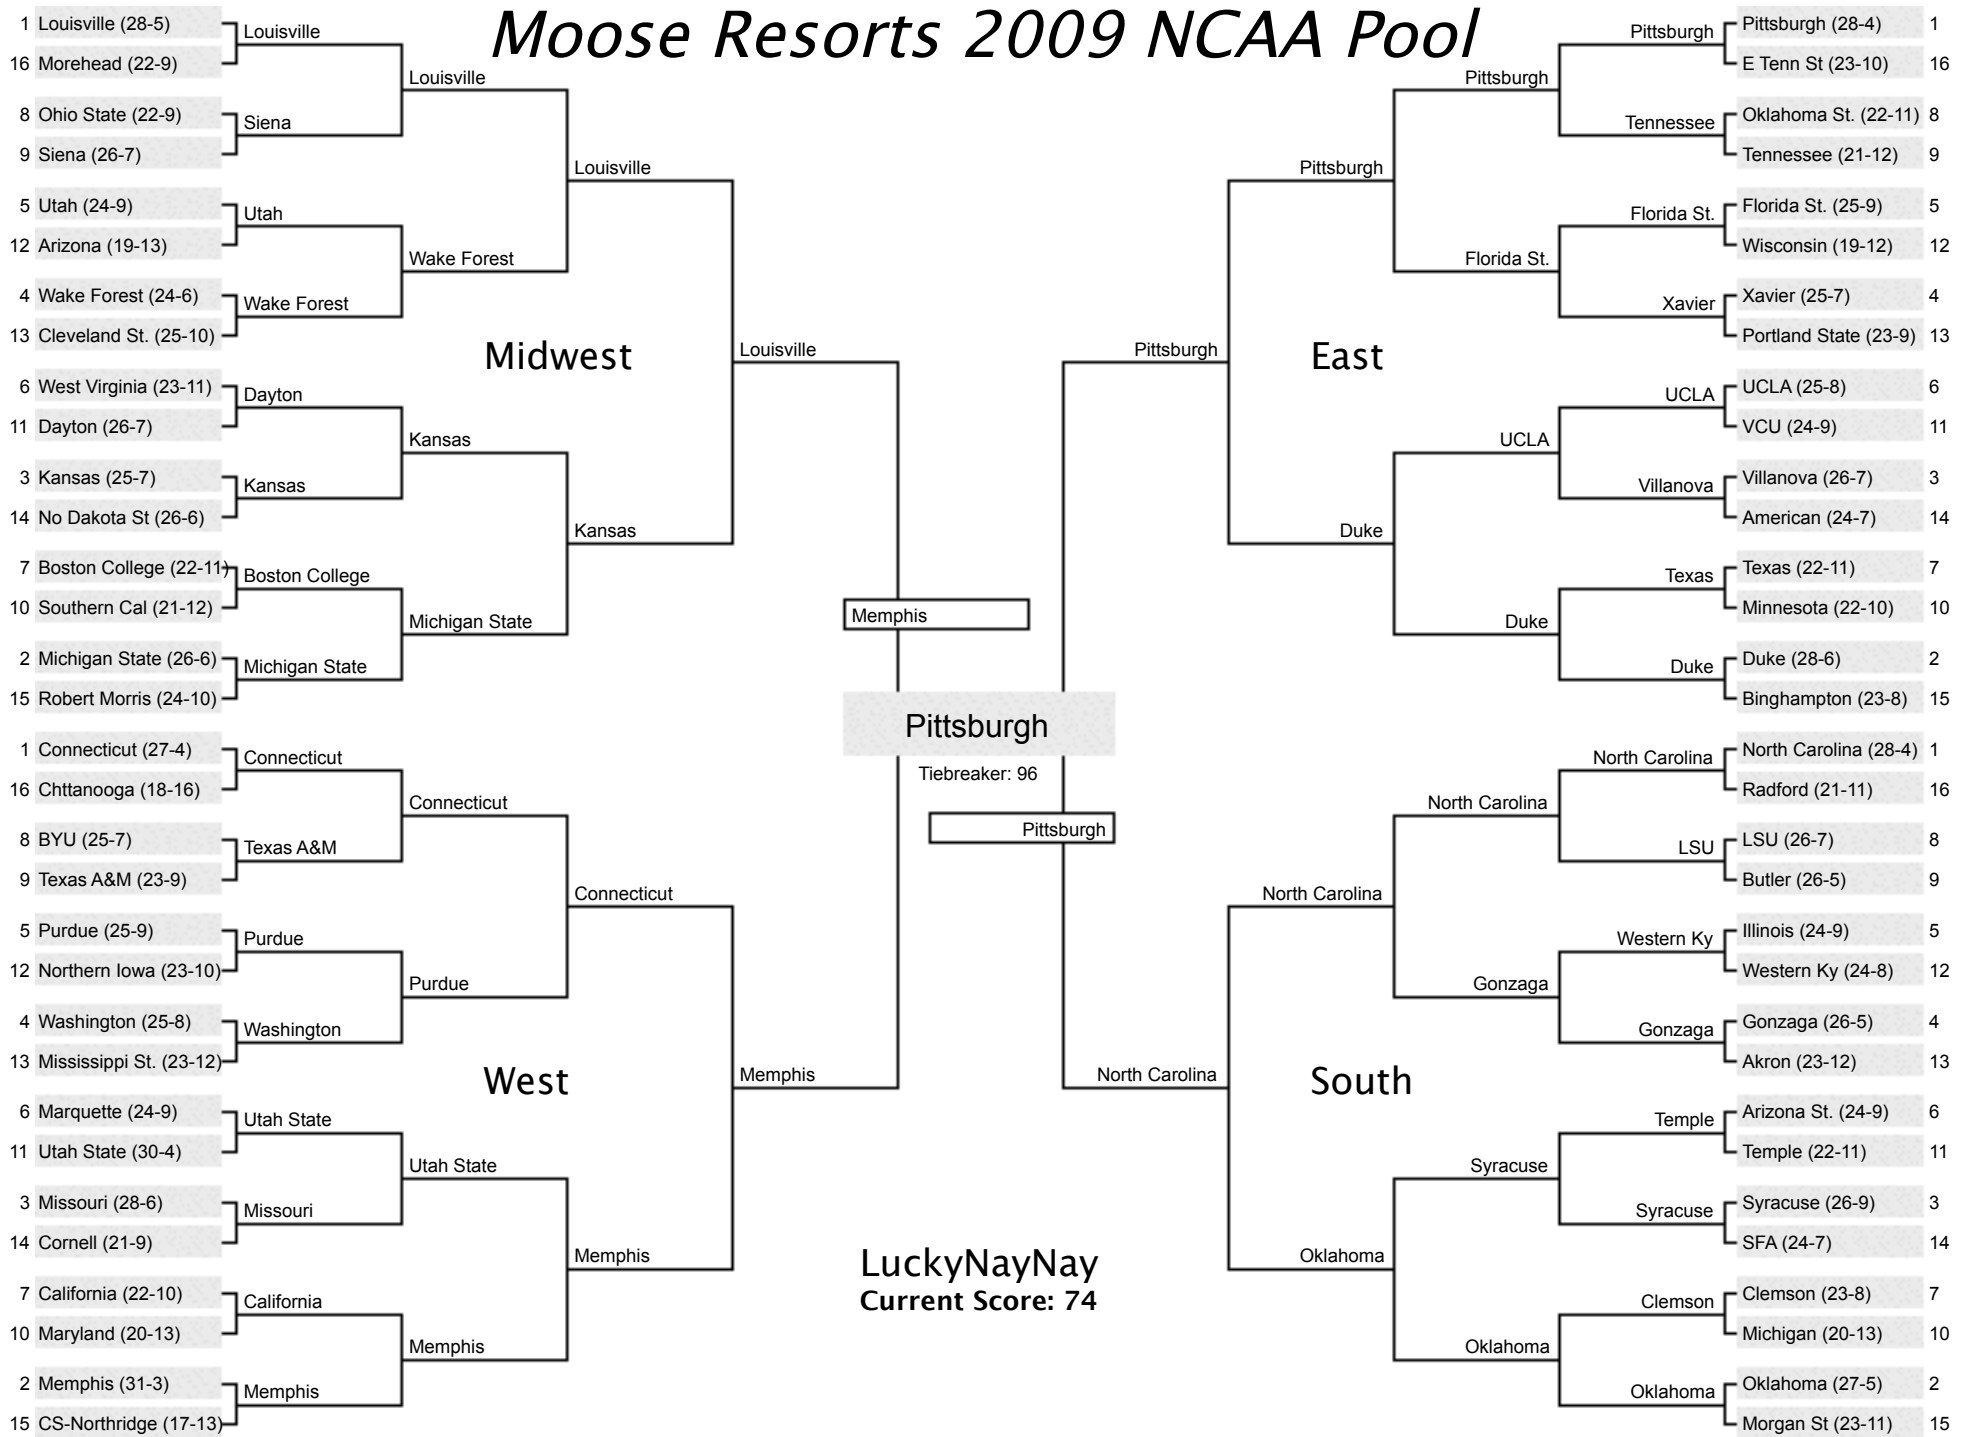 Moose Resorts 2009 NCAA Pool
1 Louisville (28-5)
16 Morehead (22-9)
8 Ohio State (22-9)
9 Siena (26-7)
5 Utah (24-9)
12 Arizona (19-13)
4 Wake Forest (24-6)
13 Cleveland St. (25-10)
6 West Virginia (23-11)
11 Dayton (26-7)
3 Kansas (25-7)
14 No Dakota St (26-6)
7 Boston College (22-11)
10 Southern Cal (21-12)
2 Michigan State (26-6)
15 Robert Morris (24-10)
Louisville
Siena
Utah
Wake Forest
Dayton
Kansas
Boston College
Michigan State
Louisville
Wake Forest
Kansas
Michigan State
Louisville
Kansas
Midwest
Louisville
1 Connecticut (27-4)
16 Chttanooga (18-16)
8 BYU (25-7)
9 Texas A&M (23-9)
5 Purdue (25-9)
12 Northern Iowa (23-10)
4 Washington (25-8)
13 Mississippi St. (23-12)
6 Marquette (24-9)
11 Utah State (30-4)
3 Missouri (28-6)
14 Cornell (21-9)
7 California (22-10)
10 Maryland (20-13)
2 Memphis (31-3)
15 CS-Northridge (17-13)
Connecticut
Texas A&M
Purdue
Washington
Utah State
Missouri
California
Memphis
Connecticut
Purdue
Utah State
Memphis
Connecticut
Memphis
West
Memphis
Memphis
Pittsburgh
Tiebreaker: 96
Pittsburgh
LuckyNayNay
Current Score: 74
Pittsburgh
East
Pittsburgh
Duke
Pittsburgh
Florida St.
UCLA
Duke
Pittsburgh
Tennessee
Florida St.
Xavier
UCLA
Villanova
Texas
Duke
Pittsburgh (28-4) 1
E Tenn St (23-10) 16
Oklahoma St. (22-11) 8
Tennessee (21-12) 9
Florida St. (25-9) 5
Wisconsin (19-12) 12
Xavier (25-7) 4
Portland State (23-9) 13
UCLA (25-8) 6
VCU (24-9) 11
Villanova (26-7) 3
American (24-7) 14
Texas (22-11) 7
Minnesota (22-10) 10
Duke (28-6) 2
Binghampton (23-8) 15
North Carolina
South
North Carolina
Oklahoma
North Carolina
Gonzaga
Syracuse
Oklahoma
North Carolina
LSU
Western Ky
Gonzaga
Temple
Syracuse
Clemson
Oklahoma
North Carolina (28-4) 1
Radford (21-11) 16
LSU (26-7) 8
Butler (26-5) 9
Illinois (24-9) 5
Western Ky (24-8) 12
Gonzaga (26-5) 4
Akron (23-12) 13
Arizona St. (24-9) 6
Temple (22-11) 11
Syracuse (26-9) 3
SFA (24-7) 14
Clemson (23-8) 7
Michigan (20-13) 10
Oklahoma (27-5) 2
Morgan St (23-11) 15